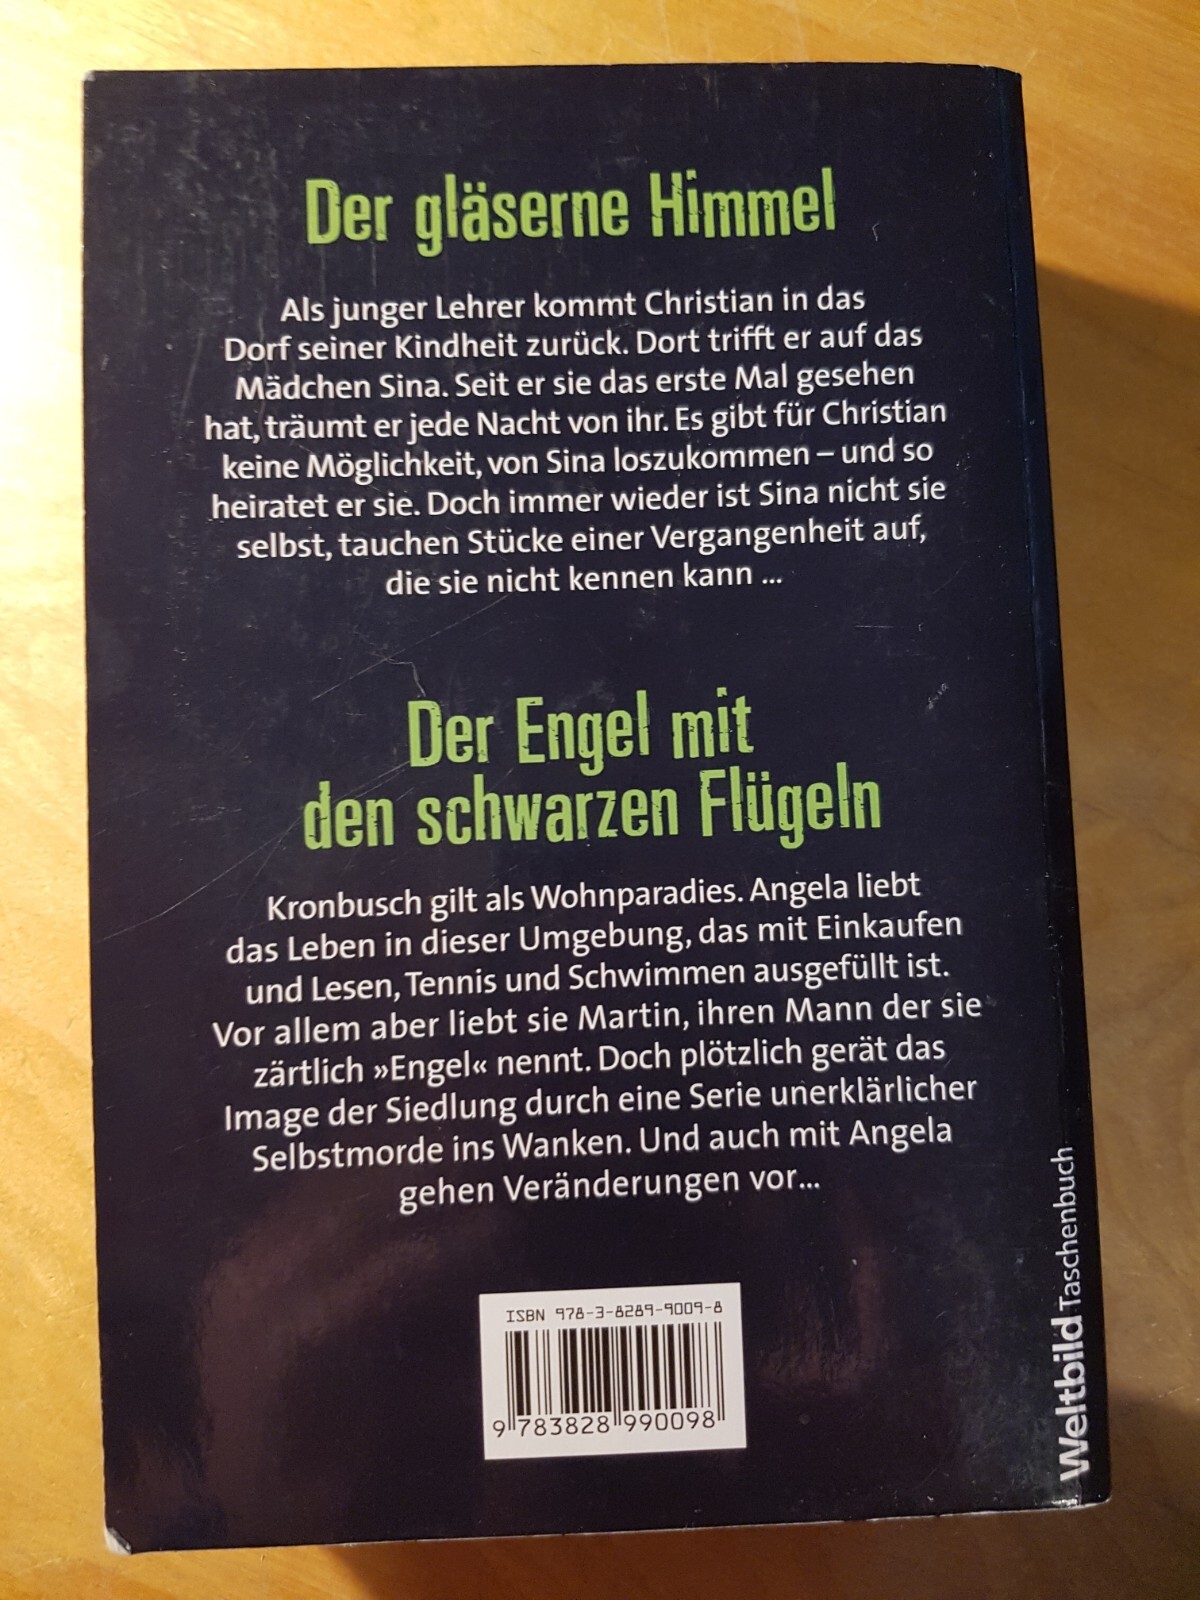 Der gläserne Himmel
Als junger Lehrer kommt Christian in das
Dorf seiner Kindheit zurück. Dort trifft er auf das
Mädchen Sina. Seit er sie das erste Mal gesehen
hat, träumt er jede Nacht von ihr. Es gibt für Christian
keine Möglichkeit, von Sina loszukommen – und so
heiratet er sie. Doch immer wieder ist Sina nicht sie
selbst, tauchen Stücke einer Vergangenheit auf,
die sie nicht kennen kann ...
Der Engel mit
den schwarzen Flügeln
Kronbusch gilt als Wohnparadies. Angela liebt
das Leben in dieser Umgebung, das mit Einkaufen
und Lesen, Tennis und Schwimmen ausgefüllt ist.
Vor allem aber liebt sie Martin, ihren Mann der sie
zärtlich »Engel« nennt. Doch plötzlich gerät das
Image der Siedlung durch eine Serie unerklärlicher
Selbstmorde ins Wanken. Und auch mit Angela
gehen Veränderungen vor...
ISBN 978-3-8289-9009-8
9 783828 990098
Weltbild Taschenbuch